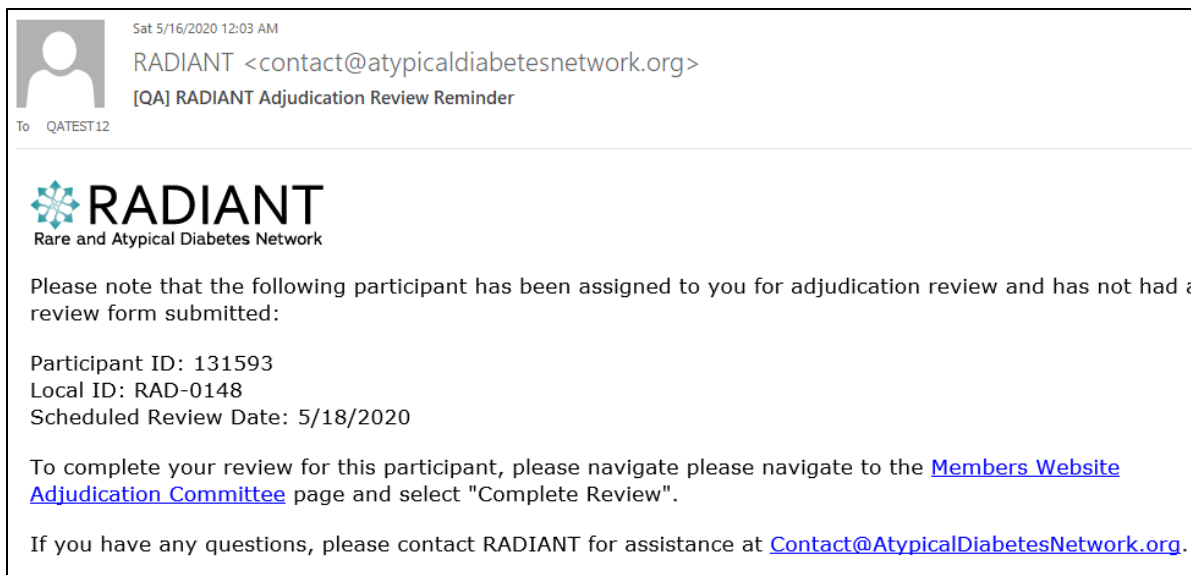 Sat 5/16/2020 12:03 AM
RADIANT <contact@atypicaldiabetesnetwork.org>
[QA] RADIANT Adjudication Review Reminder
To QATEST12
RADIANT
Rare and Atypical Diabetes Network
Please note that the following participant has been assigned to you for adjudication review and has not had a
review form submitted:
Participant ID: 131593
Local ID: RAD-0148
Scheduled Review Date: 5/18/2020
To complete your review for this participant, please navigate please navigate to the Members Website
Adjudication Committee page and select "Complete Review".
If you have any questions, please contact RADIANT for assistance at Contact@AtypicalDiabetesNetwork.org.